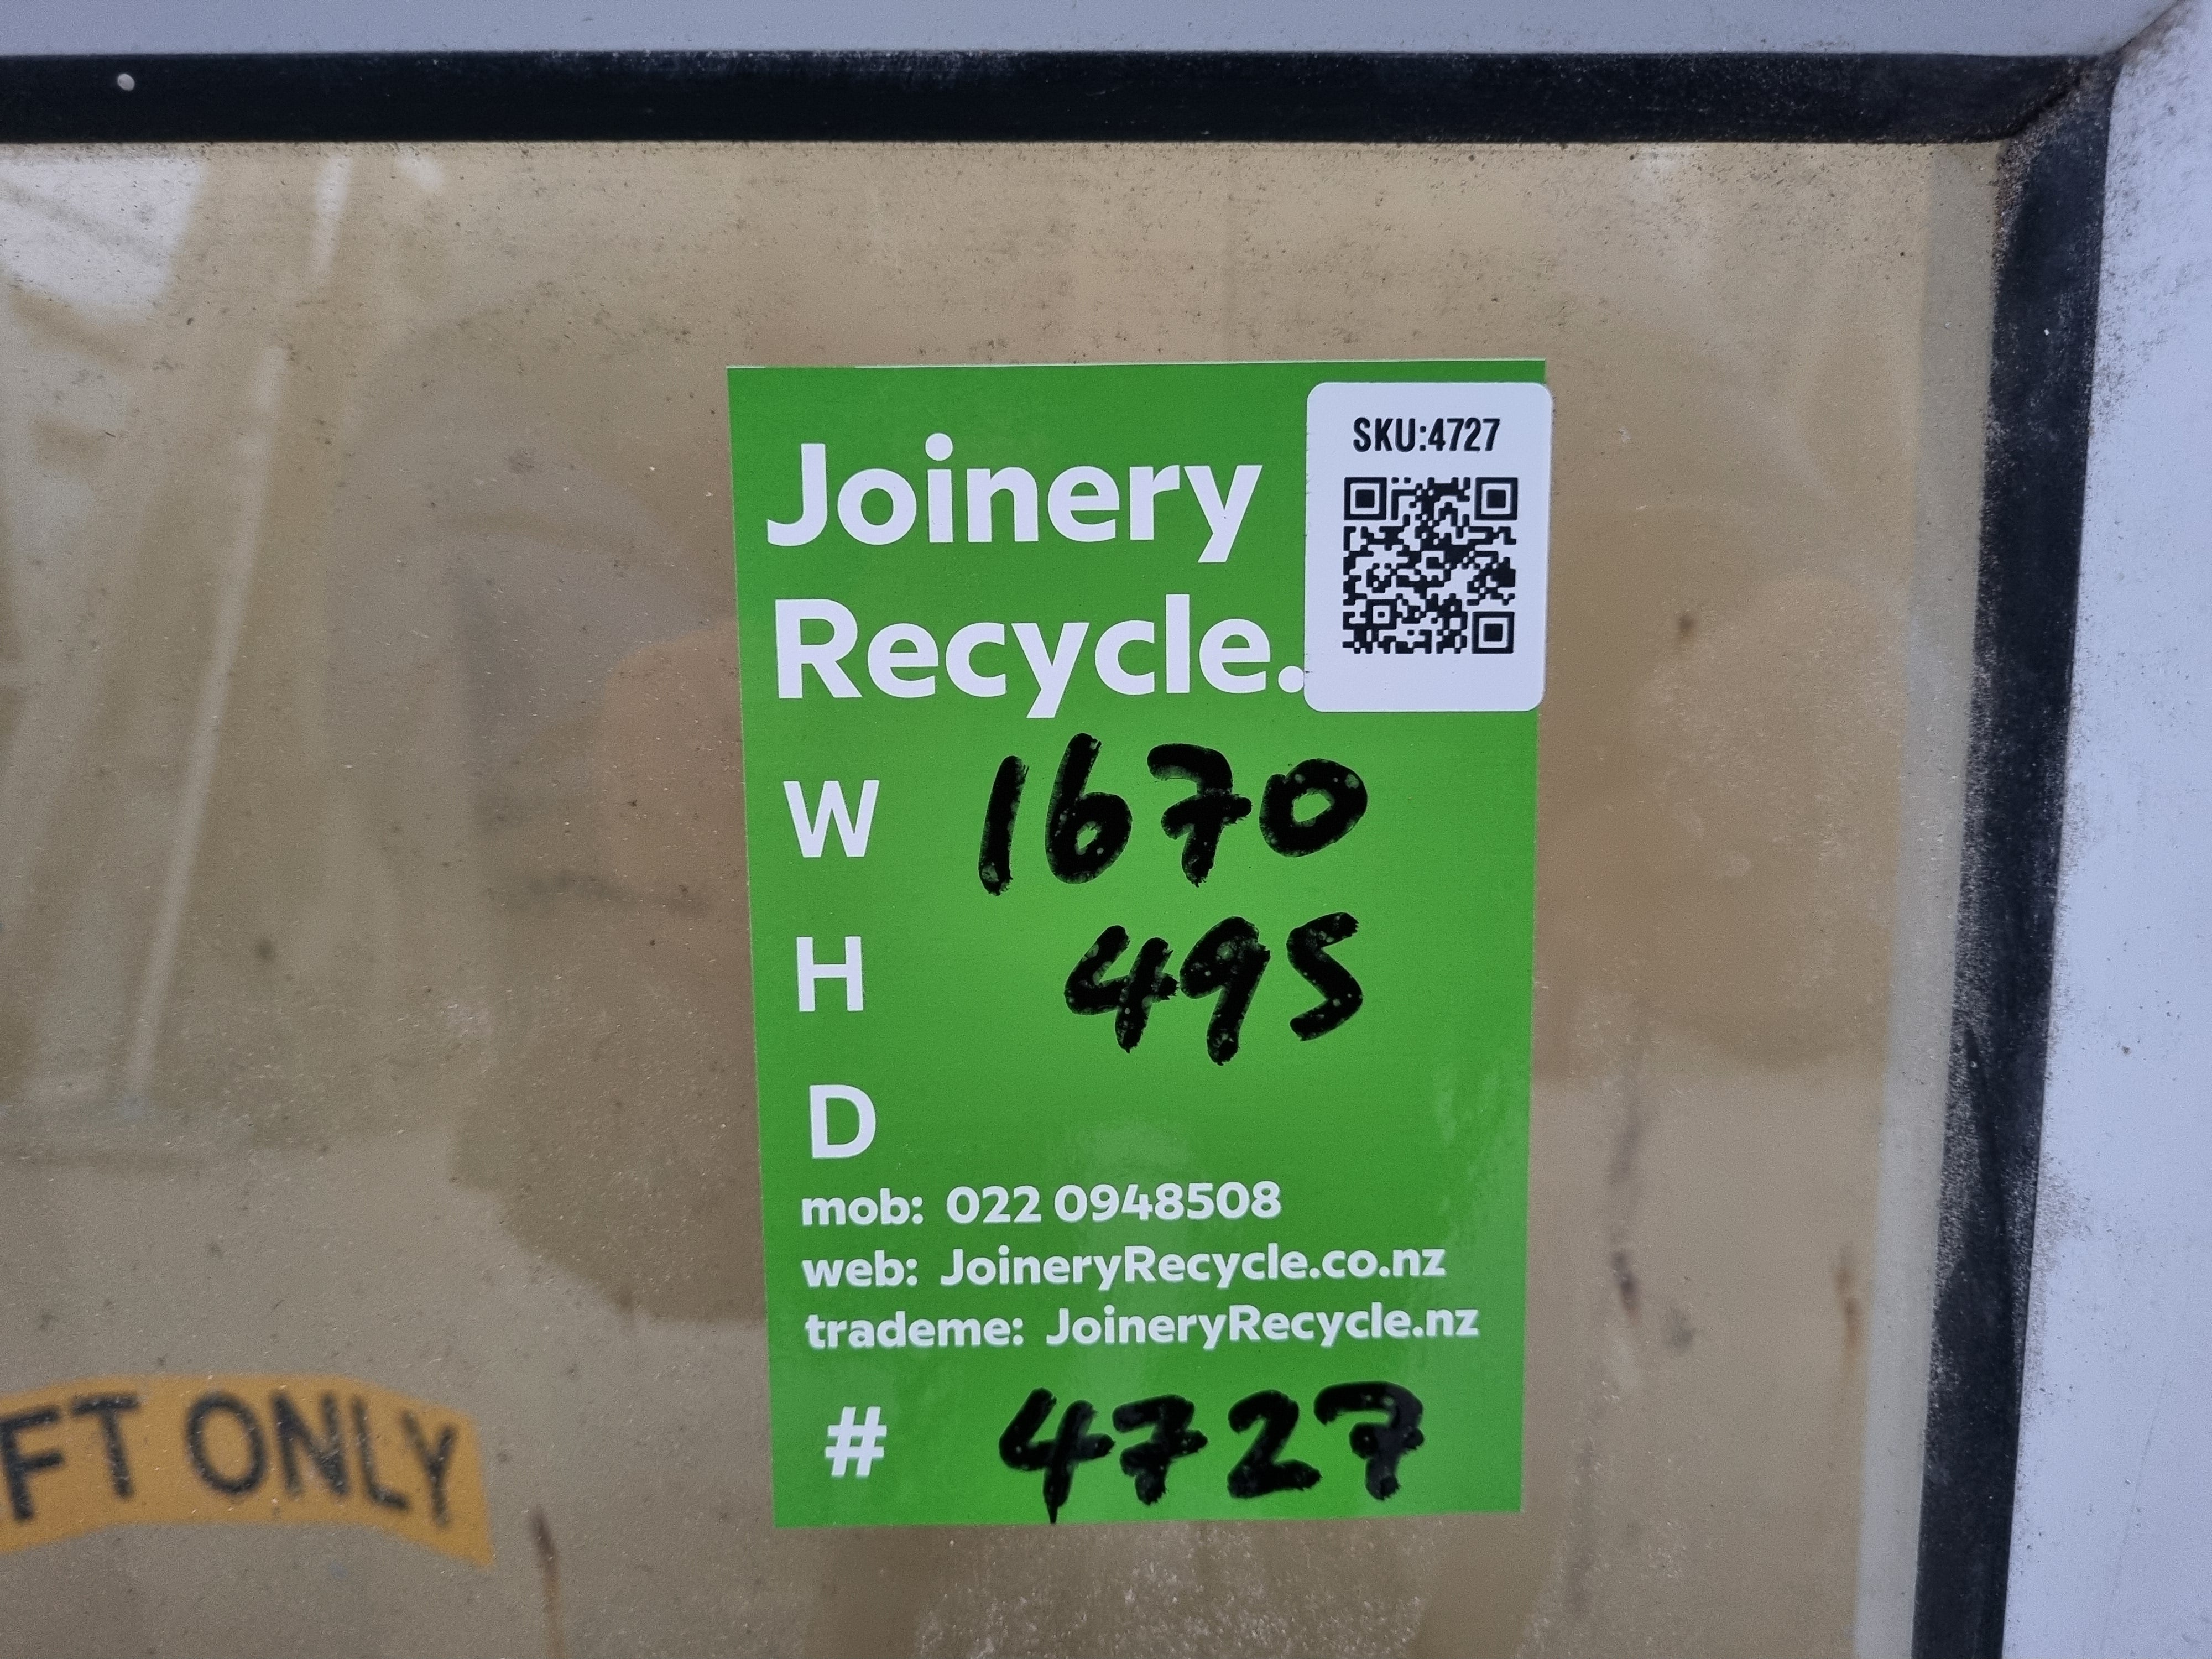 Joinery
Recycle.
SKU:4727
W 1670
H 495
D
mob: 022 0948508
web: JoineryRecycle.co.nz
trademe: JoineryRecycle.nz
# 4727
FT ONLY